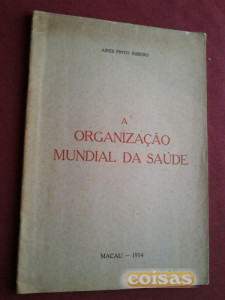 AIRES PINTO RIBEIRO
A
ORGANIZAÇÃO
MUNDIAL DA SAÚDE
MACAU - 1954
coisas